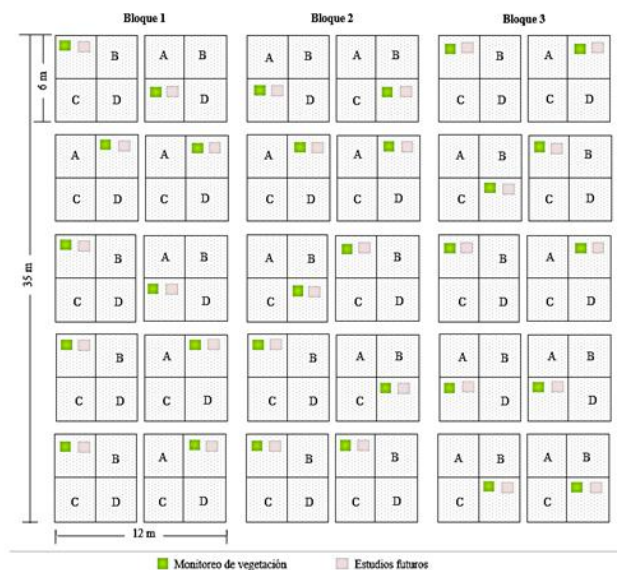 Bloque 1 Bloque 2 Bloque 3
B A B A B A B B A
6 m
C D D D C C D C D
A A A A A B B
C D C D C D C D C C D
B A B A B B B A
35 m
C D D C C D C D C D
B A B A B A B A B
C D C D C D C D D
B A B B A B A B
C D C D C D C D C C
12 m
Monitoreo de vegetación Estudios futuros